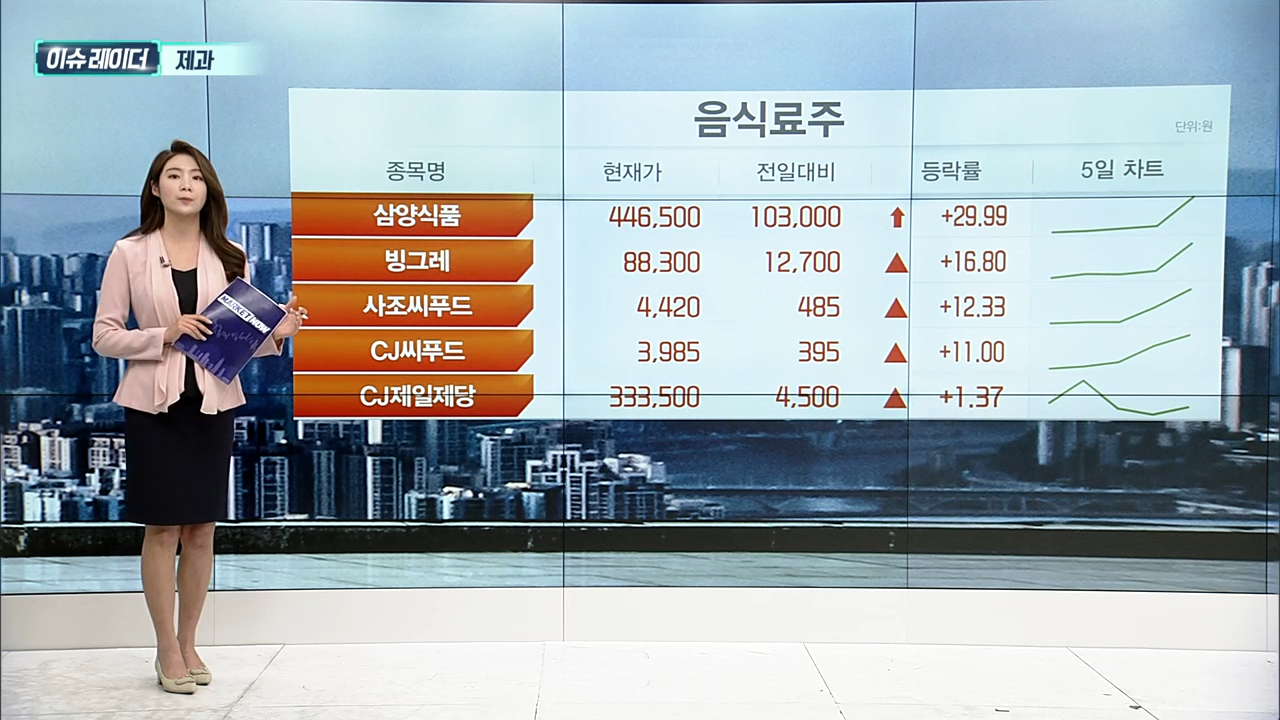 이슈레이더 제과
음식료주
단위:원
종목명 현재가 전일대비 등락률 5일 차트
삼양식품 446,500 103,000 ⬆ +29.99
빙그레 88,300 12,700 ▲ +16.80
사조씨푸드 4,420 485 ▲ +12.33
CJ씨푸드 3,985 395 ▲ +11.00
CJ제일제당 333,500 4,500 ▲ +1.37
MARKET NOW